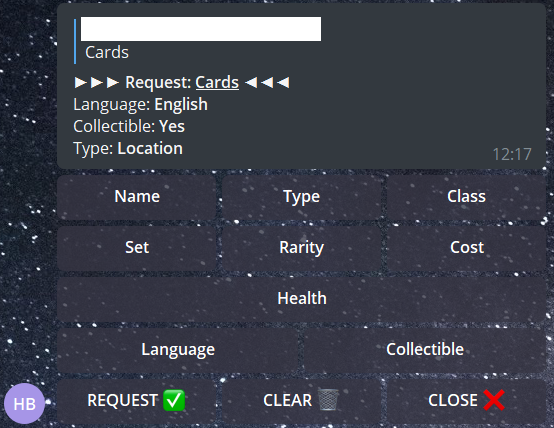 Cards
►►► Request: Cards ◄◄◄
Language: English
Collectible: Yes
Type: Location
12:17
Name Type Class
Set Rarity Cost
Health
Language Collectible
HB REQUEST ✅ CLEAR 🗑 CLOSE ❌